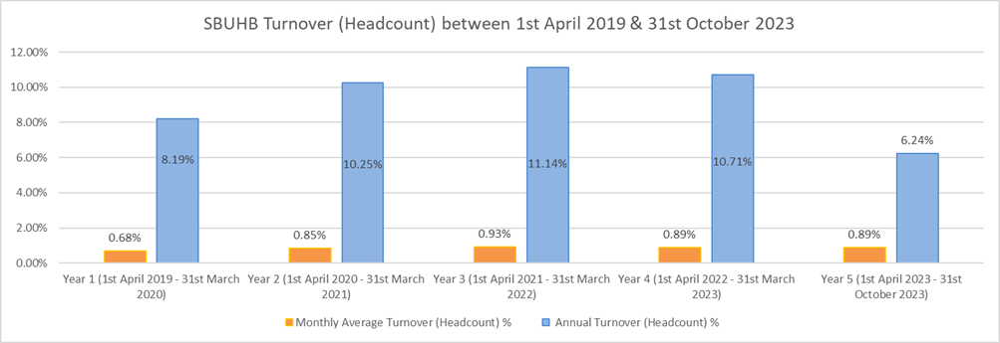 SBUHB Turnover (Headcount) between 1st April 2019 & 31st October 2023
12.00%
10.00%
8.00%
6.00%
4.00%
2.00%
0.00%
8.19%
10.25%
11.14%
10.71%
6.24%
0.68%
0.85%
0.93%
0.89%
0.89%
Year 1 (1st April 2019 - 31st March
2020)
Year 2 (1st April 2020 - 31st March
2021)
Year 3 (1st April 2021 - 31st March
2022)
Year 4 (1st April 2022 - 31st March
2023)
Year 5 (1st April 2023 - 31st
October 2023)
Monthly Average Turnover (Headcount) %
Annual Turnover (Headcount) %